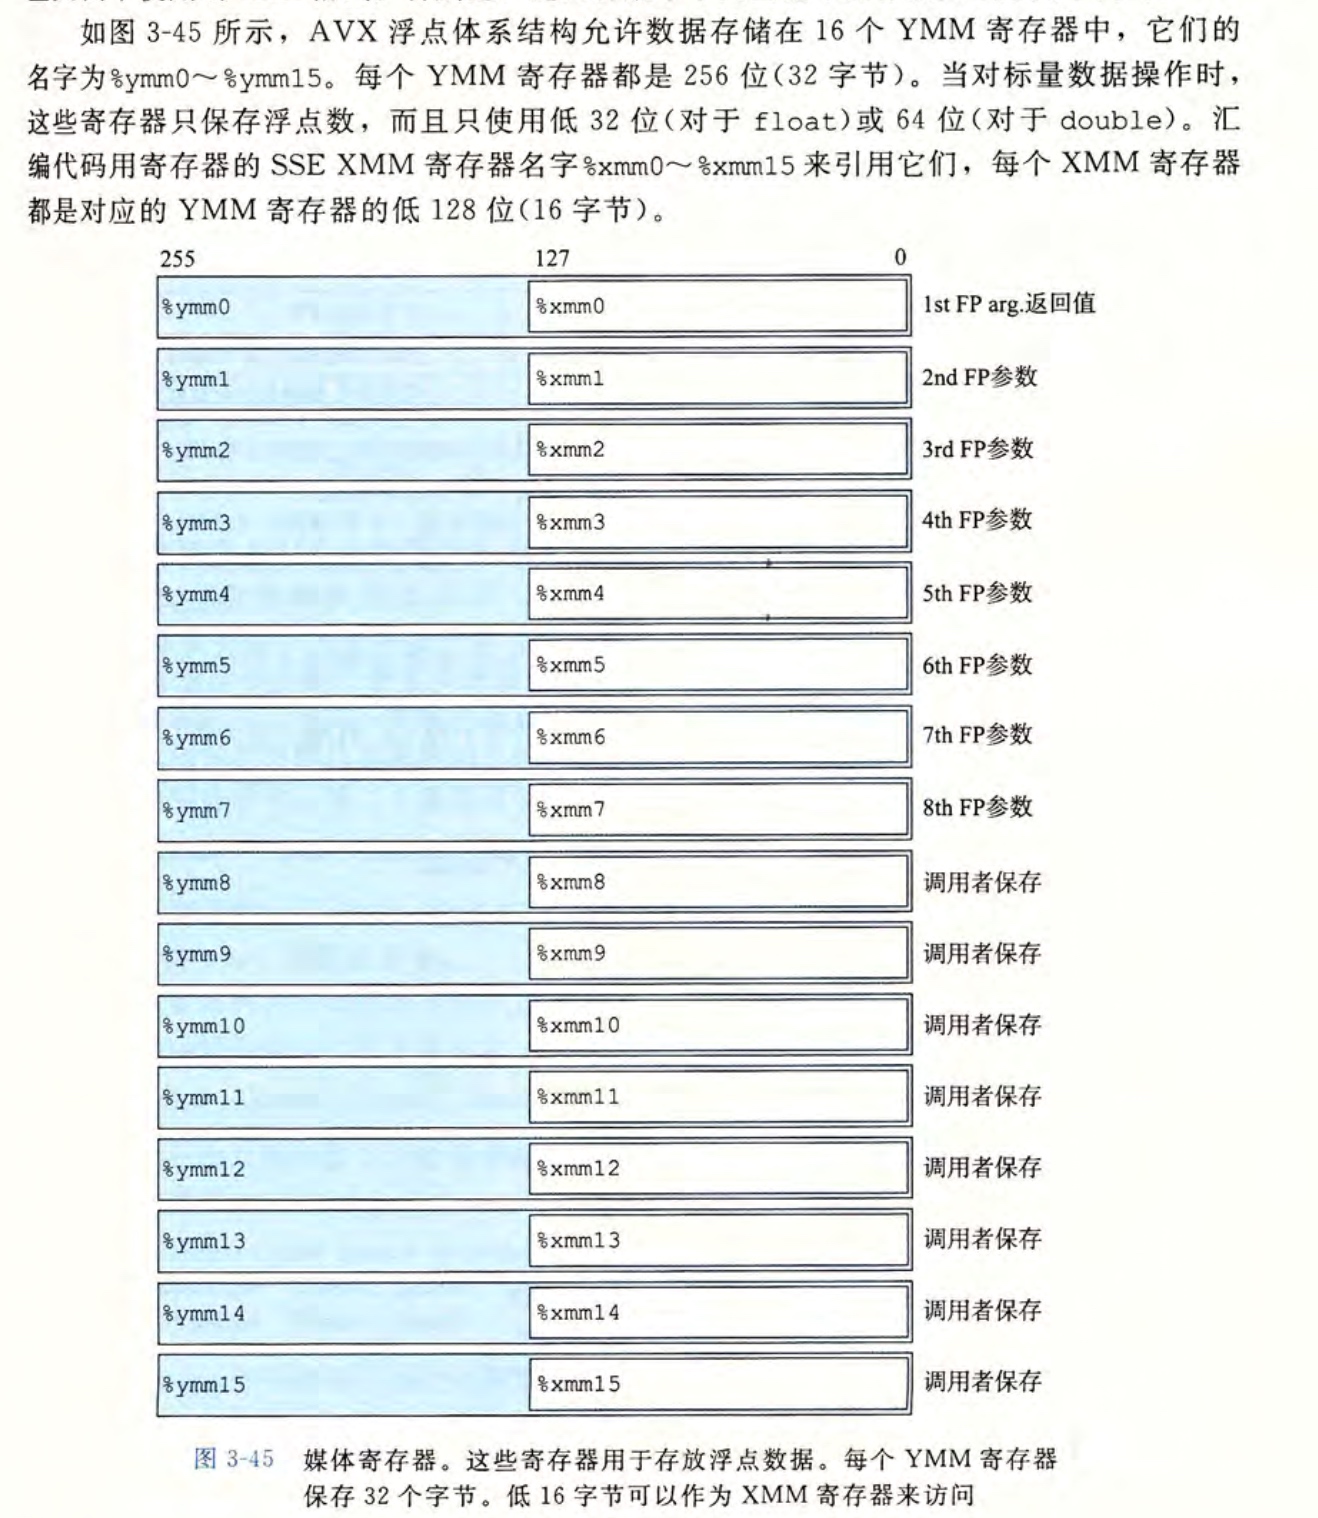 如图 3-45 所示，AVX 浮点体系结构允许数据存储在 16 个 YMM 寄存器中，它们的
名字为%ymm0～%ymm15。每个 YMM 寄存器都是 256 位(32 字节)。当对标量数据操作时，
这些寄存器只保存浮点数，而且只使用低 32 位(对于 float)或 64 位(对于 double)。汇
编代码用寄存器的 SSE XMM 寄存器名字%xmm0～%xmm15 来引用它们，每个 XMM 寄存器
都是对应的 YMM 寄存器的低 128 位(16 字节)。
255 127 0
%ymm0 %xmm0 1st FP arg.返回值
%ymm1 %xmm1 2nd FP参数
%ymm2 %xmm2 3rd FP参数
%ymm3 %xmm3 4th FP参数
%ymm4 %xmm4 5th FP参数
%ymm5 %xmm5 6th FP参数
%ymm6 %xmm6 7th FP参数
%ymm7 %xmm7 8th FP参数
%ymm8 %xmm8 调用者保存
%ymm9 %xmm9 调用者保存
%ymm10 %xmm10 调用者保存
%ymm11 %xmm11 调用者保存
%ymm12 %xmm12 调用者保存
%ymm13 %xmm13 调用者保存
%ymm14 %xmm14 调用者保存
%ymm15 %xmm15 调用者保存
图 3-45 媒体寄存器。这些寄存器用于存放浮点数据。每个 YMM 寄存器
保存 32 个字节。低 16 字节可以作为 XMM 寄存器来访问